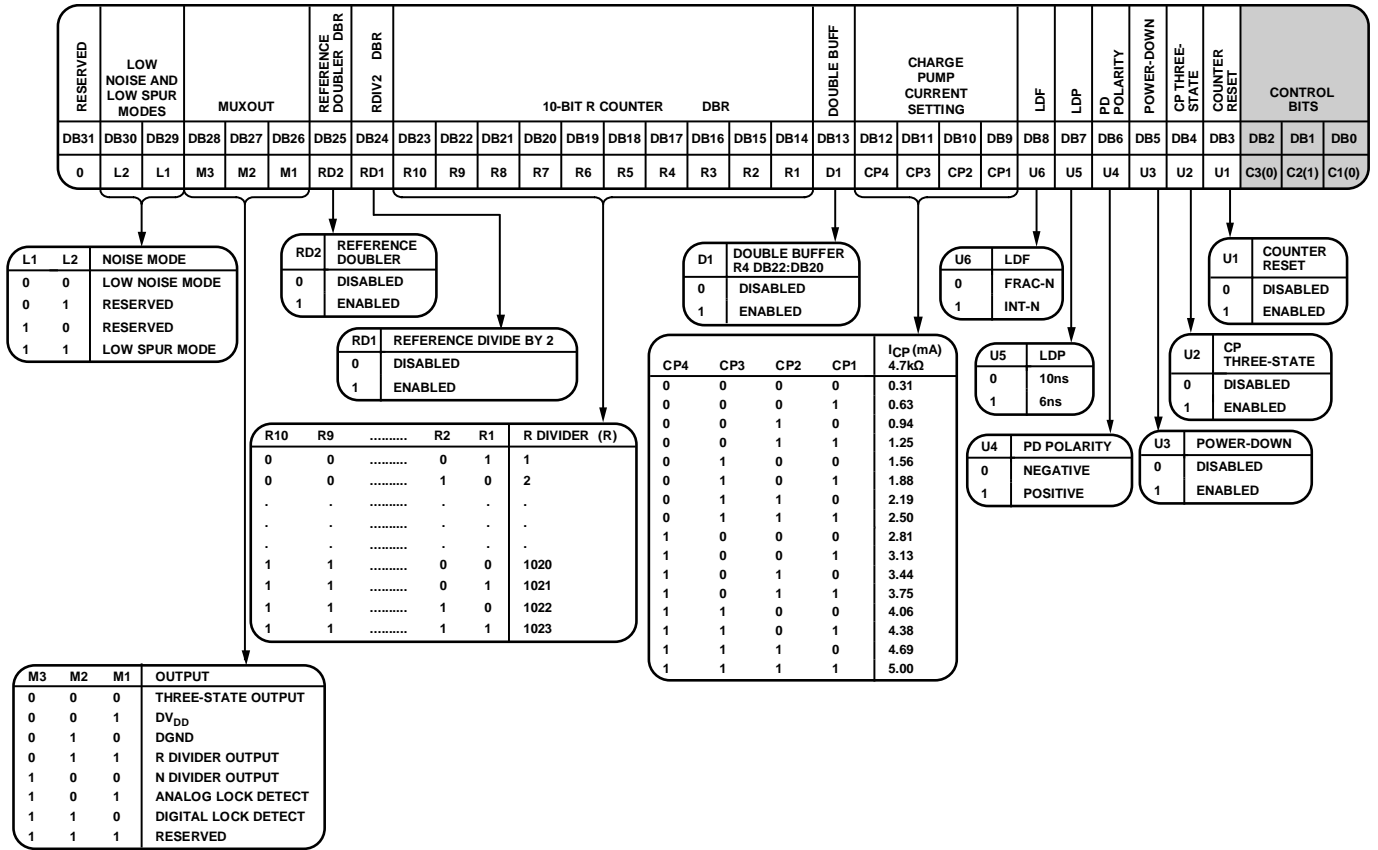 RESERVED
LOW
NOISE AND
LOW SPUR
MODES
MUXOUT
REFERENCE
DOUBLER DBR
RDIV2 DBR
10-BIT R COUNTER DBR
DOUBLE BUFF
CHARGE
PUMP
CURRENT
SETTING
LDF
LDP
PD
POLARITY
POWER-DOWN
CP THREE-
STATE
COUNTER
RESET
CONTROL
BITS
DB31 DB30 DB29 DB28 DB27 DB26 DB25 DB24 DB23 DB22 DB21 DB20 DB19 DB18 DB17 DB16 DB15 DB14 DB13 DB12 DB11 DB10 DB9 DB8 DB7 DB6 DB5 DB4 DB3 DB2 DB1 DB0
0 L2 L1 M3 M2 M1 RD2 RD1 R10 R9 R8 R7 R6 R5 R4 R3 R2 R1 D1 CP4 CP3 CP2 CP1 U6 U5 U4 U3 U2 U1 C3(0) C2(1) C1(0)
L1 L2 NOISE MODE
0 0 LOW NOISE MODE
0 1 RESERVED
1 0 RESERVED
1 1 LOW SPUR MODE
RD2 REFERENCE
DOUBLER
0 DISABLED
1 ENABLED
RD1 REFERENCE DIVIDE BY 2
0 DISABLED
1 ENABLED
R10 R9 .......... R2 R1 R DIVIDER (R)
0 0 .......... 0 1 1
0 0 .......... 1 0 2
. . .......... . . .
. . .......... . . .
. . .......... . . .
1 1 .......... 0 0 1020
1 1 .......... 0 1 1021
1 1 .......... 1 0 1022
1 1 .......... 1 1 1023
D1 DOUBLE BUFFER
R4 DB22:DB20
0 DISABLED
1 ENABLED
CP4 CP3 CP2 CP1 ICP (mA)
4.7kΩ
0 0 0 0 0.31
0 0 0 1 0.63
0 0 1 0 0.94
0 0 1 1 1.25
0 1 0 0 1.56
0 1 0 1 1.88
0 1 1 0 2.19
0 1 1 1 2.50
1 0 0 0 2.81
1 0 0 1 3.13
1 0 1 0 3.44
1 0 1 1 3.75
1 1 0 0 4.06
1 1 0 1 4.38
1 1 1 0 4.69
1 1 1 1 5.00
U6 LDF
0 FRAC-N
1 INT-N
U5 LDP
0 10ns
1 6ns
U4 PD POLARITY
0 NEGATIVE
1 POSITIVE
U1 COUNTER
RESET
0 DISABLED
1 ENABLED
U2 CP
THREE-STATE
0 DISABLED
1 ENABLED
U3 POWER-DOWN
0 DISABLED
1 ENABLED
M3 M2 M1 OUTPUT
0 0 0 THREE-STATE OUTPUT
0 0 1 DVDD
0 1 0 DGND
0 1 1 R DIVIDER OUTPUT
1 0 0 N DIVIDER OUTPUT
1 0 1 ANALOG LOCK DETECT
1 1 0 DIGITAL LOCK DETECT
1 1 1 RESERVED